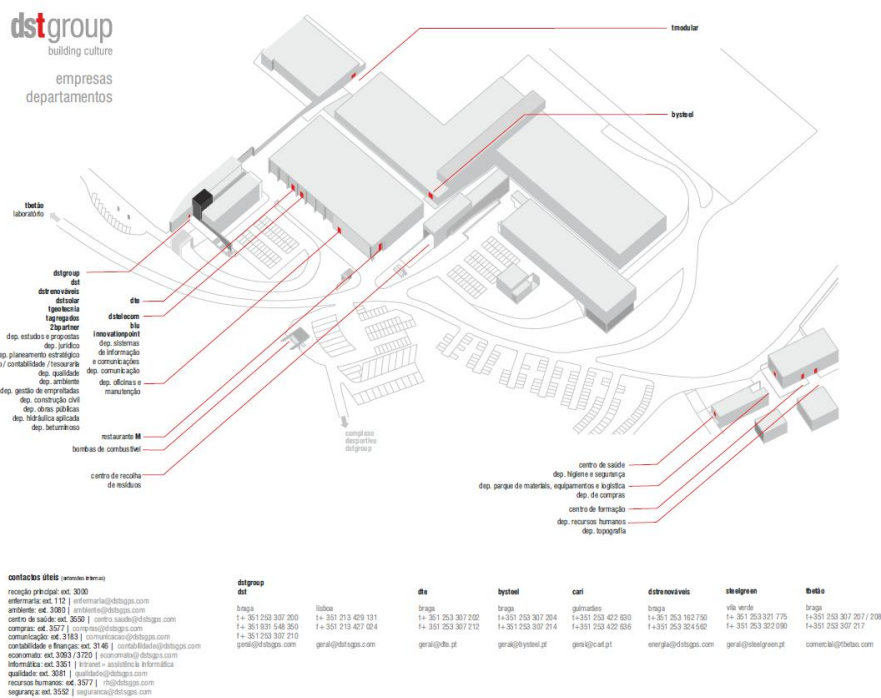 dstgroup
building culture
empresas
departamentos
tmodular
bysteel
tbetão
laboratório
dstgroup
dst
dstrenováveis
dstsolar
tgeotecnia
tagregados
2bpartner
dep. estudos e propostas
dep. jurídico
dep. planeamento estratégico
/ contabilidade / tesouraria
dep. qualidade
dep. ambiente
dep. gestão de empreitadas
dep. construção civil
dep. obras públicas
dep. hidráulica aplicada
dep. betuminoso
dte
dstelecom
blu
innovationpoint
dep. sistemas
de informação
e comunicações
dep. comunicação
dep. oficinas e
manutenção
restaurante M
bombas de combustível
centro de recolha
de resíduos
complexo
desportivo
dstgroup
centro de saúde
dep. higiene e segurança
dep. parque de materiais, equipamentos e logística
dep. de compras
centro de formação
dep. recursos humanos
dep. topografia
contactos úteis (extensões internas)
receção principal: ext. 3000
enfermaria: ext. 112 | enfermaria@dstsgps.com
ambiente: ext. 3080 | ambiente@dstsgps.com
centro de saúde: ext. 3550 | centro.saude@dstsgps.com
compras: ext. 3577 | compras@dstsgps.com
comunicação: ext. 3183 | comunicacao@dstsgps.com
contabilidade e finanças: ext. 3146 | contabilidade@dstsgps.com
economato: ext. 3093 / 3720 | economato@dstsgps.com
informática: ext. 3351 | intranet » assistência informática
qualidade: ext. 3081 | qualidade@dstsgps.com
recursos humanos: ext. 3577 | rh@dstsgps.com
segurança: ext. 3552 | seguranca@dstsgps.com
dstgroup
dst
braga
t+ 351 253 307 200
f+ 351 931 548 350
t+ 351 253 307 210
geral@dstsgps.com
lisboa
t+ 351 213 429 131
f+ 351 213 427 024
geral@dstsgps.com
dte
braga
t+ 351 253 307 202
f+ 351 253 307 212
geral@dte.pt
bysteel
braga
t+ 351 253 307 204
f+351 253 307 214
geral@bysteel.pt
cari
guimarães
t+351 253 422 630
f+ 351 253 422 636
geral@cari.pt
dstrenováveis
braga
t+ 351 253 162 750
f+351 253 324 562
energia@dstsgps.com
steelgreen
vila verde
t+ 351 253 321 775
f+ 351 253 322 090
geral@steelgreen.pt
tbetão
braga
t+ 351 253 307 207 / 208
f+351 253 307 217
comercial@tbetao.com